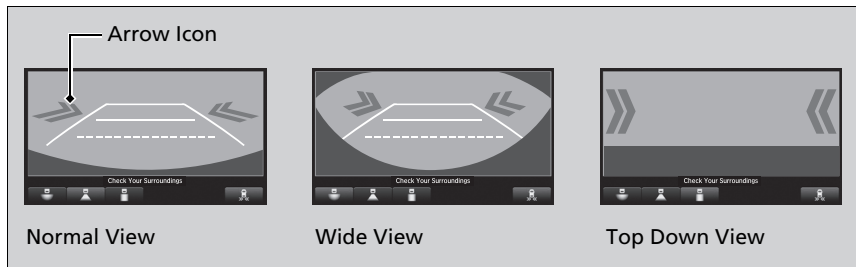 Arrow Icon
Check Your Surroundings
Check Your Surroundings
Check Your Surroundings
Normal View
Wide View
Top Down View